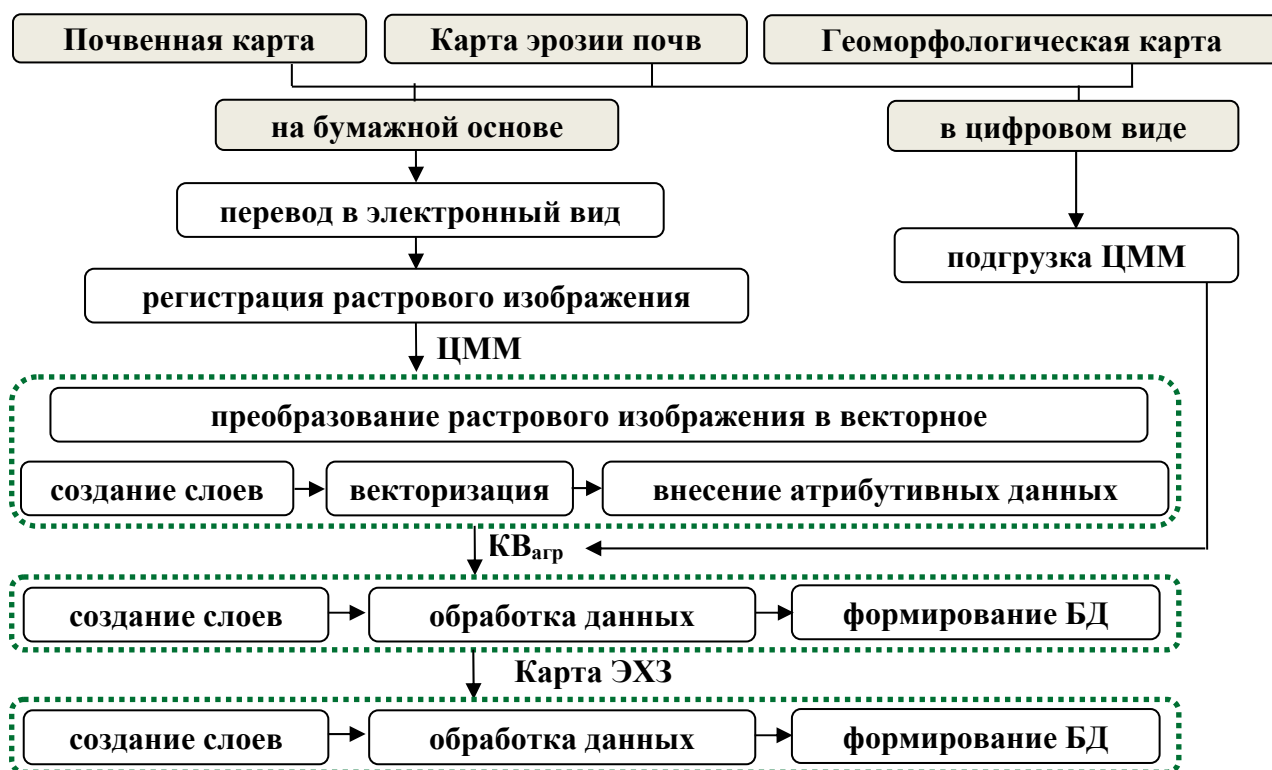 Почвенная карта
Карта эрозии почв
Геоморфологическая карта
на бумажной основе
в цифровом виде
перевод в электронный вид
подгрузка ЦММ
регистрация растрового изображения
ЦММ
преобразование растрового изображения в векторное
создание слоев
векторизация
внесение атрибутивных данных
КВагр
создание слоев
обработка данных
формирование БД
Карта ЭХЗ
создание слоев
обработка данных
формирование БД